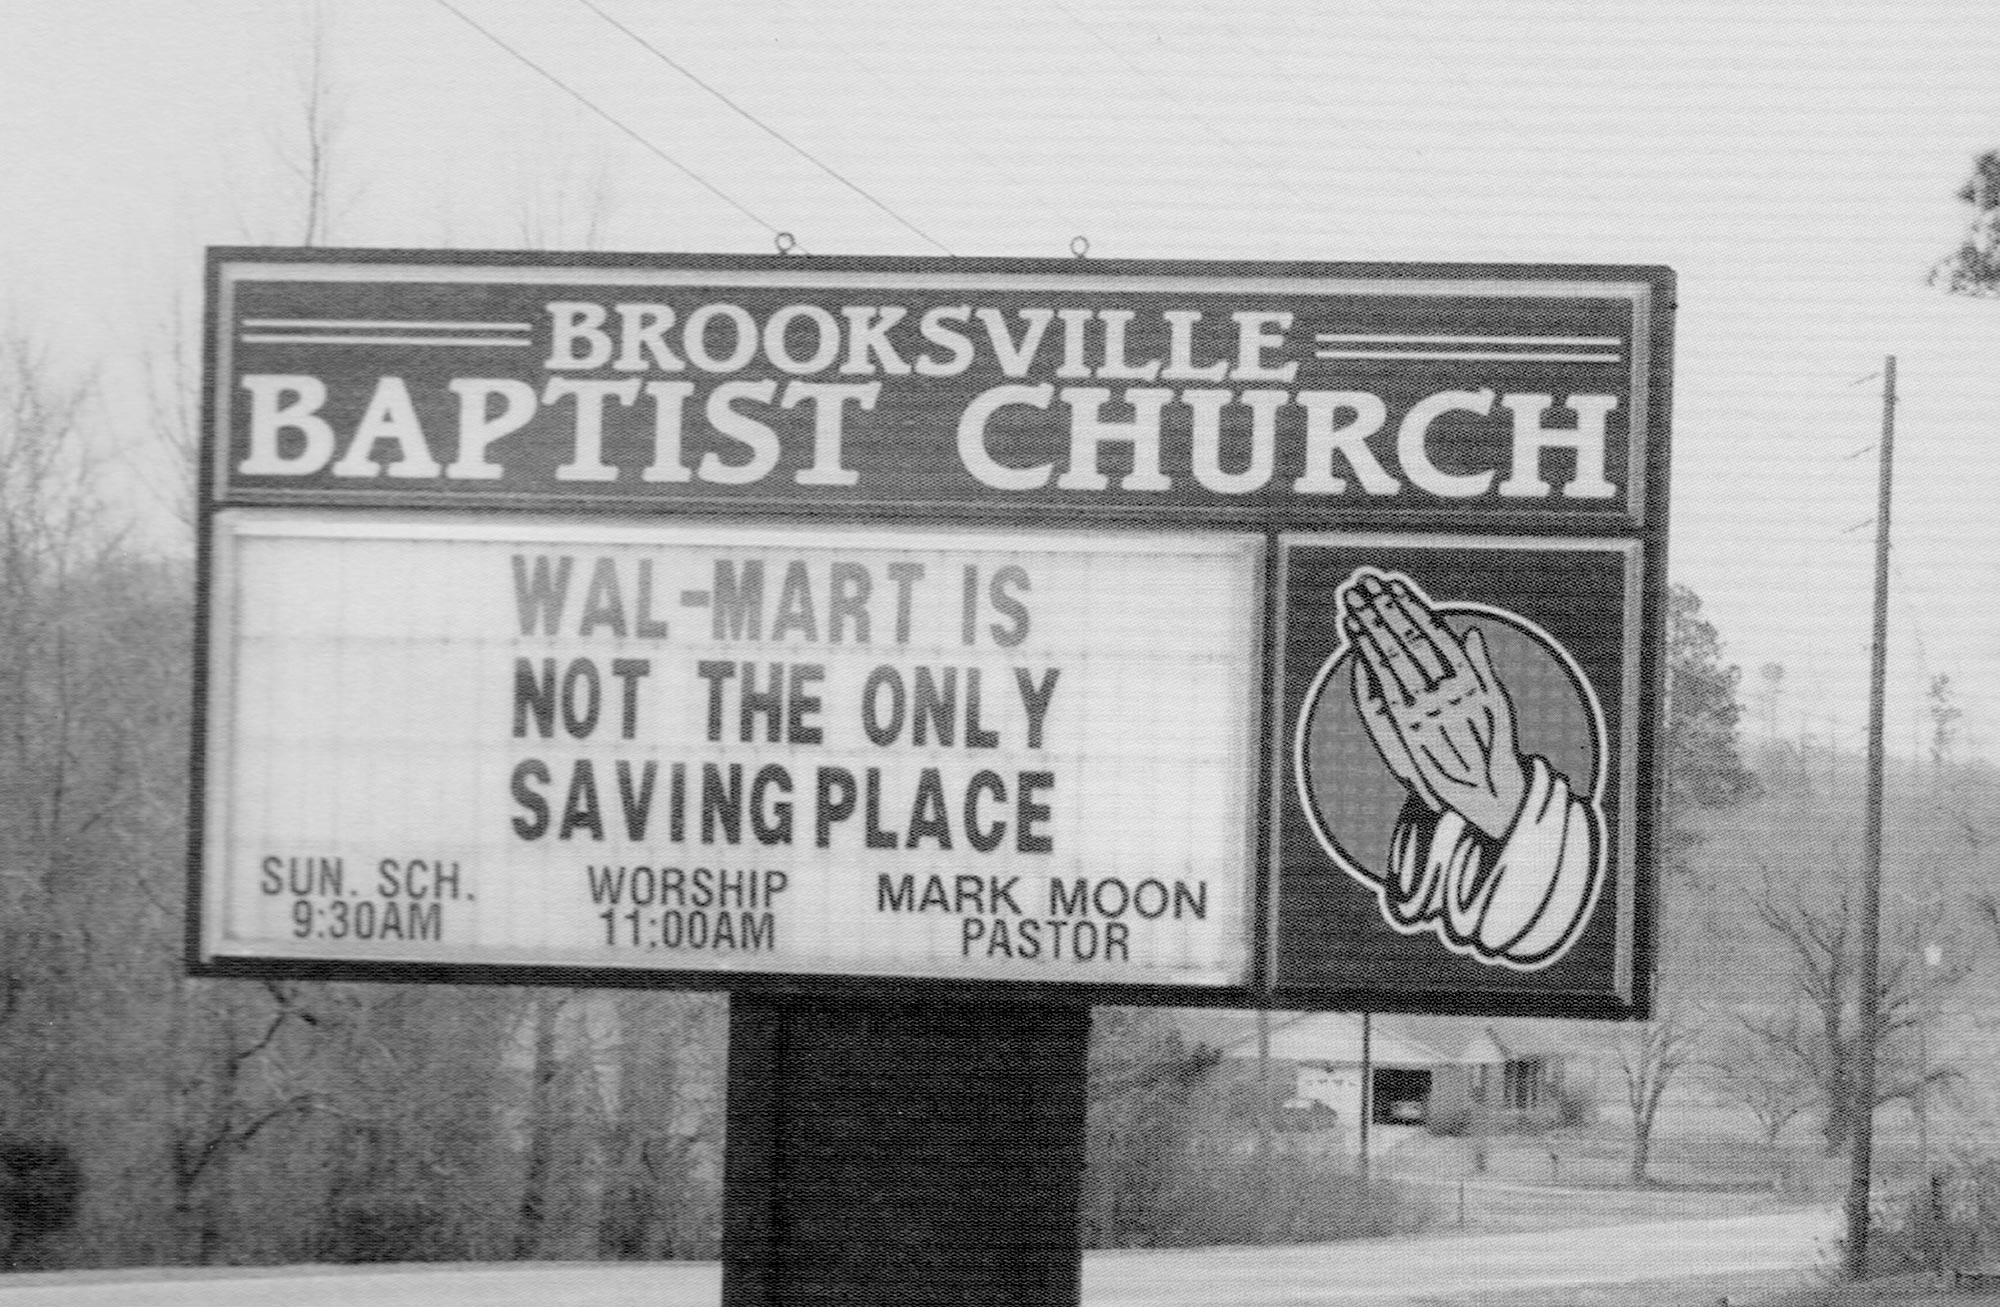 BROOKSVILLE
BAPTIST CHURCH
WAL-MART IS
NOT THE ONLY
SAVING PLACE
SUN. SCH.
9:30AM
WORSHIP
11:00AM
MARK MOON
PASTOR